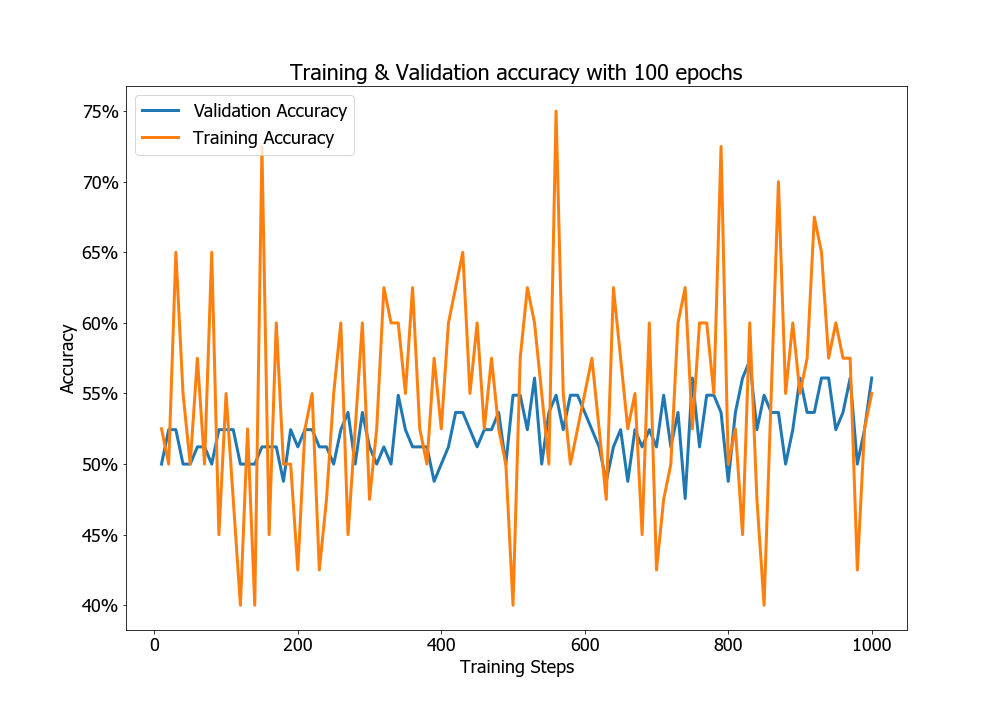 Training & Validation accuracy with 100 epochs
Validation Accuracy
Training Accuracy
75%
70%
65%
60%
55%
50%
45%
40%
Accuracy
0 200 400 600 800 1000
Training Steps